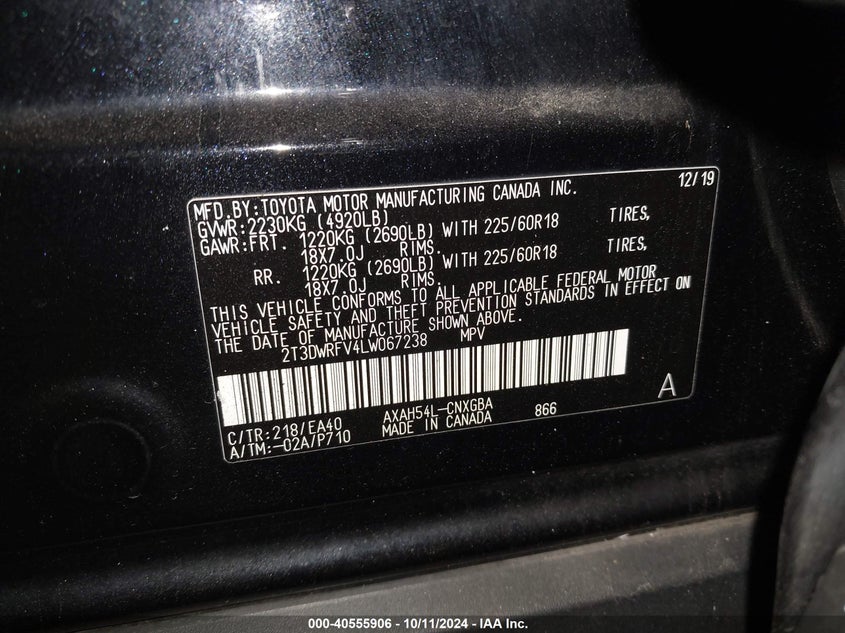 MFD.BY:TOYOTA MOTOR MANUFACTURING CANADA INC. 12/19
GVWR:2230KG (4920LB)
GAWR:FRT. 1220KG (2690LB) WITH 225/60R18 TIRES,
18X7.0J RIMS.
RR. 1220KG (2690LB) WITH 225/60R18 TIRES,
18X7.0J RIMS.
THIS VEHICLE CONFORMS TO ALL APPLICABLE FEDERAL MOTOR
VEHICLE SAFETY AND THEFT PREVENTION STANDARDS IN EFFECT ON
THE DATE OF MANUFACTURE SHOWN ABOVE.
2T3DWRFV4LW067238 MPV
C/TR:218/EA40 AXAH54L-CNXGBA 866 A
A/TM:-02A/P710 MADE IN CANADA
000-40555906 - 10/11/2024 - IAA Inc.